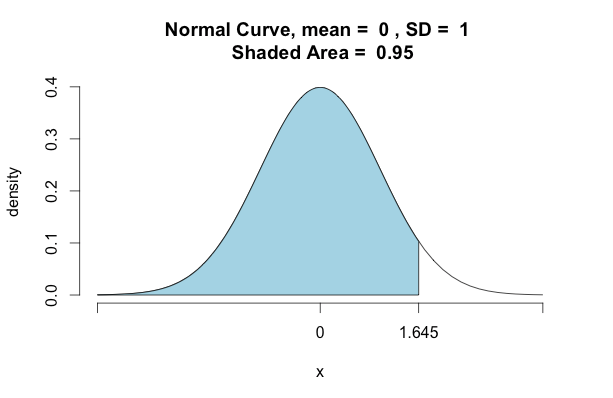 Normal Curve, mean = 0 , SD = 1
Shaded Area = 0.95
0.4
0.3
0.2
0.1
0.0
density
0 1.645
x